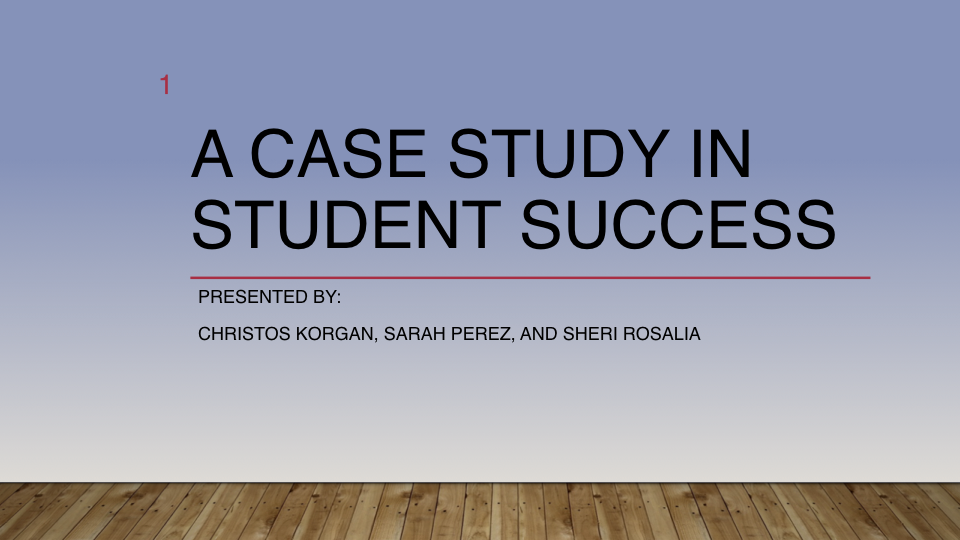 1
A CASE STUDY IN
STUDENT SUCCESS
PRESENTED BY:
CHRISTOS KORGAN, SARAH PEREZ, AND SHERI ROSALIA